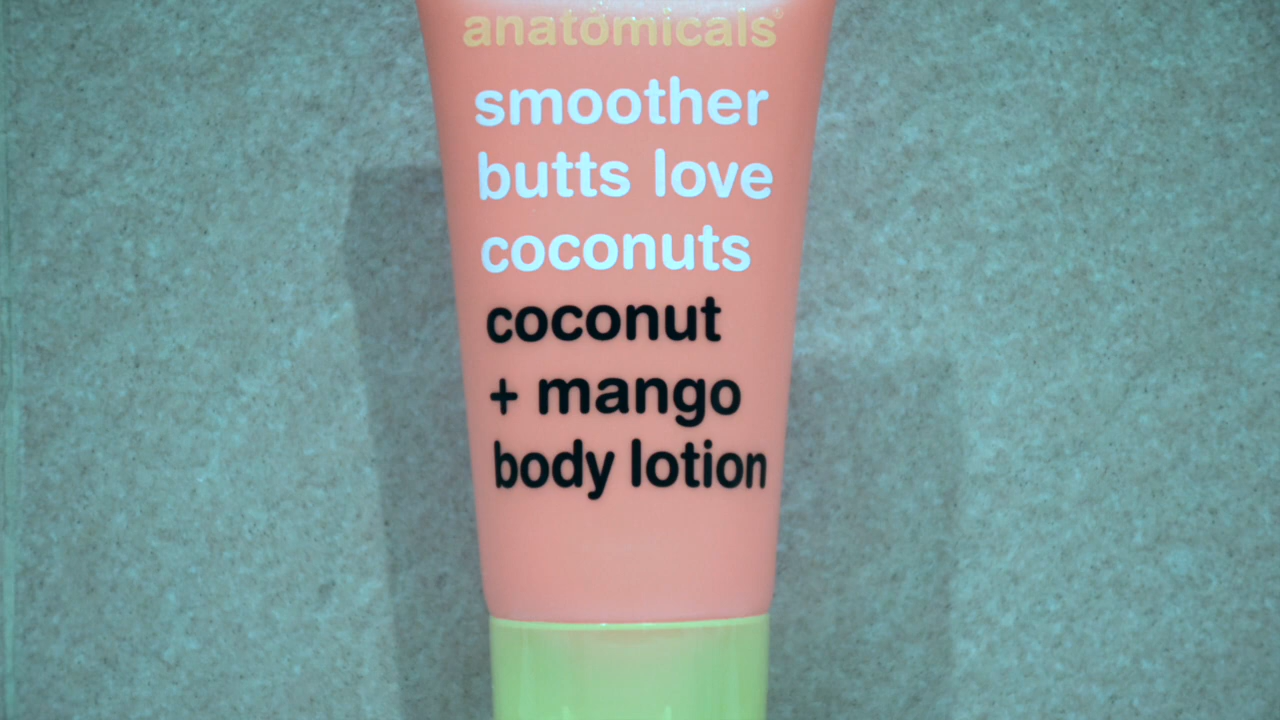 anatomicals®
smoother
butts love
coconuts
coconut
+ mango
body lotion